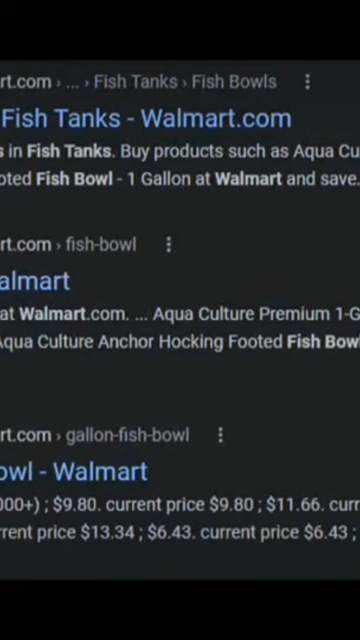 rt.com › ... › Fish Tanks › Fish Bowls
Fish Tanks - Walmart.com
s in Fish Tanks. Buy products such as Aqua Cu
oted Fish Bowl - 1 Gallon at Walmart and save.
rt.com › fish-bowl
almart
at Walmart.com. ... Aqua Culture Premium 1-G
Aqua Culture Anchor Hocking Footed Fish Bowl
rt.com › gallon-fish-bowl
owl - Walmart
000+) ; $9.80. current price $9.80 ; $11.66. curr
rrent price $13.34 ; $6.43. current price $6.43 ;